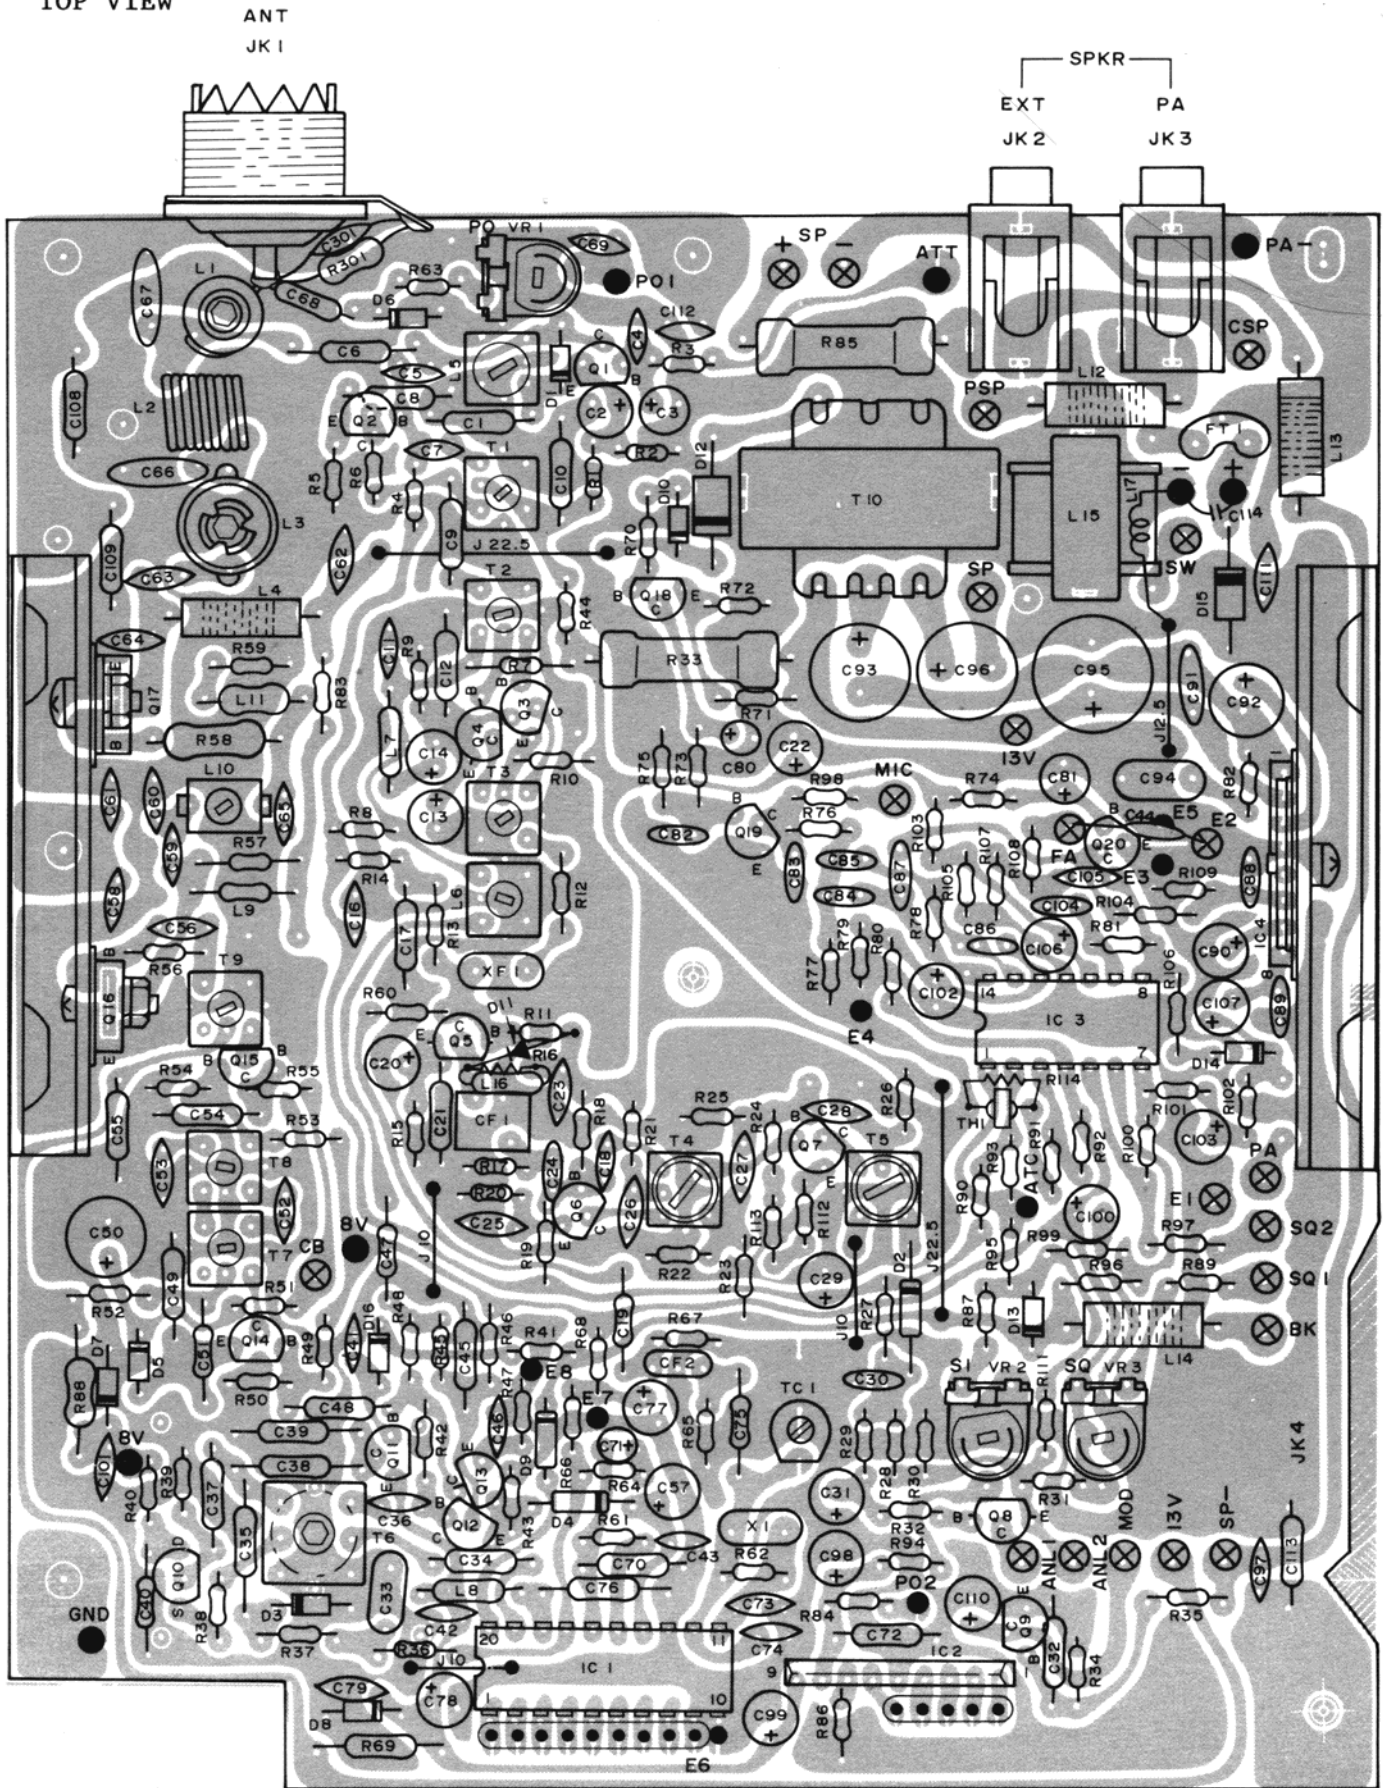 TOP VIEW
ANT
JK1
SPKR
EXT PA
JK2 JK3
C301
R301
PO VR1
C69
+ SP −
ATT
PA−
L1
C67
C68
R63
D6
PO1
C112
C4
R3
R85
CSP
C6
C5
L5
D1
E
C
Q1
B
L12
PSP
C108
L2
C8
E Q2 B
C
C1
C2
C3
FT1
L13
C66
C7
T1
R2
D12
R5
R6
R4
C10
R1
D10
T10
L15
L17
−
+
C114
L3
C9
J22.5
R70
SW
C109
C63
C62
T2
B Q18 E
C
R72
SP
D15
C111
L4
R44
C64
R59
C11
R9
C12
R7
R33
C93
C96
C95
C91
C92
E
Q17
B
L11
R83
B
Q3
C
E
B
Q4
C
E
R71
J12.5
R58
L7
C14
R10
R75
R73
C80
C22
13V
L10
T3
R98
MIC
R74
C81
C94
R82
1
C61
C60
C65
C13
R8
C82
B
Q19
C
E
R76
R103
FA
B
C44
Q20
C
E
E5
E2
C59
R57
R14
C83
C85
C87
R107
R108
C105
E3
C58
L9
C16
L6
R12
C84
R105
R109
C88
C56
C17
R13
R78
C104
R104
IC4
R56
T9
XF1
R79
R80
C86
C106
R81
C90
B
Q16
E
R77
C102
14 8
IC 3
1 7
R106
C107
8
C89
R60
D11
E
C
Q5
B
R11
E4
C20
R16
D14
B Q15 B
C
R54
R55
L16
C23
R114
C54
C21
CF1
R18
R21
R25
R24
B
C28
Q7
C
E
R26
TH1
R101
R102
C55
R53
R15
T4
T5
R93
R91
R92
R100
C103
T8
C53
R17
C24
C18
C27
PA
R20
B
Q6
C
E
C26
R90
ATC
C52
C25
R113
R112
C100
E1
C50
8V
C47
J10
R19
R95
R99
R97
SQ2
T7
CB
R22
R23
C29
D2
J22.5
C49
R51
R96
R89
SQ1
R52
R48
C19
J10
R27
R87
D13
D7
D5
C51
C
E Q14 B
R49
C41
D16
R45
C45
R46
R41
R68
R67
L14
BK
E8
CF2
S1 VR2
R111
SQ VR3
R88
R50
C30
C48
R47
E7
C77
TC1
C39
C46
R65
C75
8V
B
Q11
C
E
R42
C71
R29
R28
R30
JK4
C101
C38
E
Q13
C
D9
R66
R64
R40
R39
C37
C57
C31
R31
C36
B
Q12
C
E
R43
D4
R32
B Q8 E
C
MOD
13V
SP−
C35
T6
R61
C43
X1
R94
D
Q10
S
C34
C70
R62
C98
ANL1
ANL2
C97
C113
C40
R38
L8
C76
PO2
C33
GND
D3
C73
R84
C110
E
Q9
C
B
R35
R37
C42
20 11
C74
C72
C32
R34
R36
IC 1
IC2
J10
9
1
C79
C78
1 10
C99
R86
D8
R69
E6